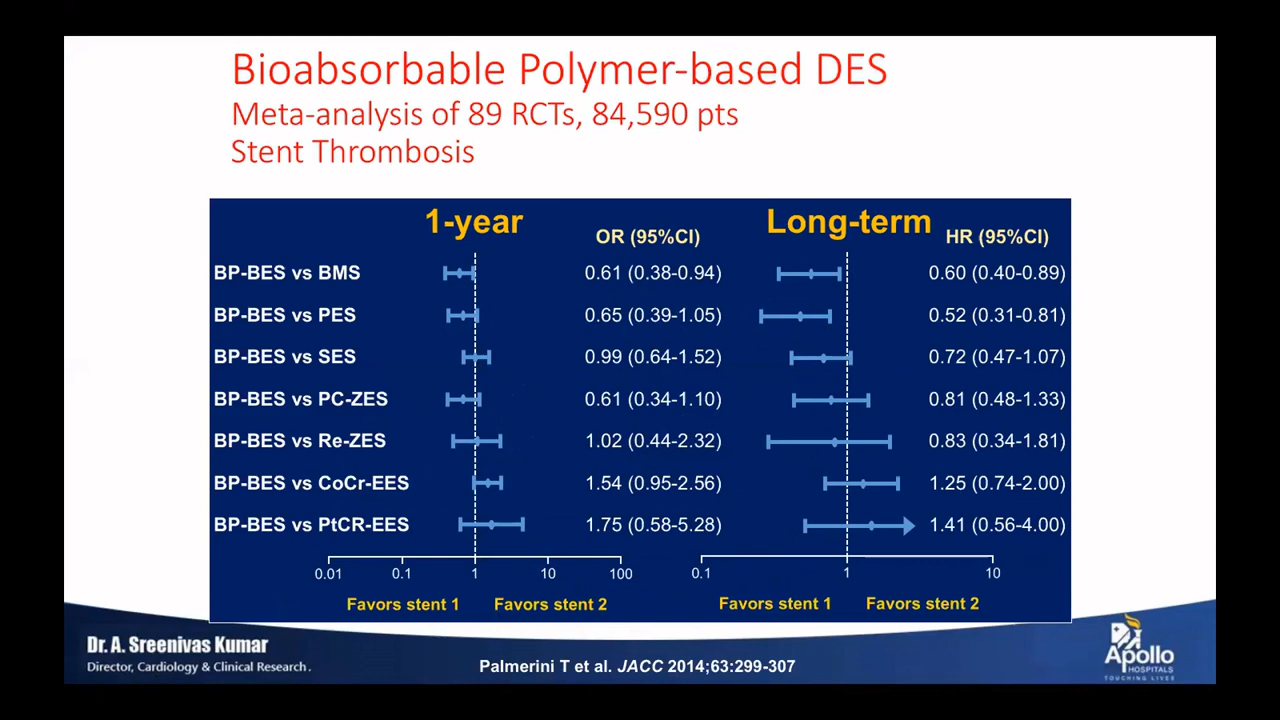 Bioabsorbable Polymer-based DES
Meta-analysis of 89 RCTs, 84,590 pts
Stent Thrombosis
1-year OR (95%CI) Long-term HR (95%CI)
BP-BES vs BMS 0.61 (0.38-0.94) 0.60 (0.40-0.89)
BP-BES vs PES 0.65 (0.39-1.05) 0.52 (0.31-0.81)
BP-BES vs SES 0.99 (0.64-1.52) 0.72 (0.47-1.07)
BP-BES vs PC-ZES 0.61 (0.34-1.10) 0.81 (0.48-1.33)
BP-BES vs Re-ZES 1.02 (0.44-2.32) 0.83 (0.34-1.81)
BP-BES vs CoCr-EES 1.54 (0.95-2.56) 1.25 (0.74-2.00)
BP-BES vs PtCR-EES 1.75 (0.58-5.28) 1.41 (0.56-4.00)
0.01 0.1 1 10 100 0.1 1 10
Favors stent 1 Favors stent 2 Favors stent 1 Favors stent 2
Dr. A. Sreenivas Kumar
Director, Cardiology & Clinical Research.
Palmerini T et al. JACC 2014;63:299-307
Apollo
HOSPITALS
TOUCHING LIVES